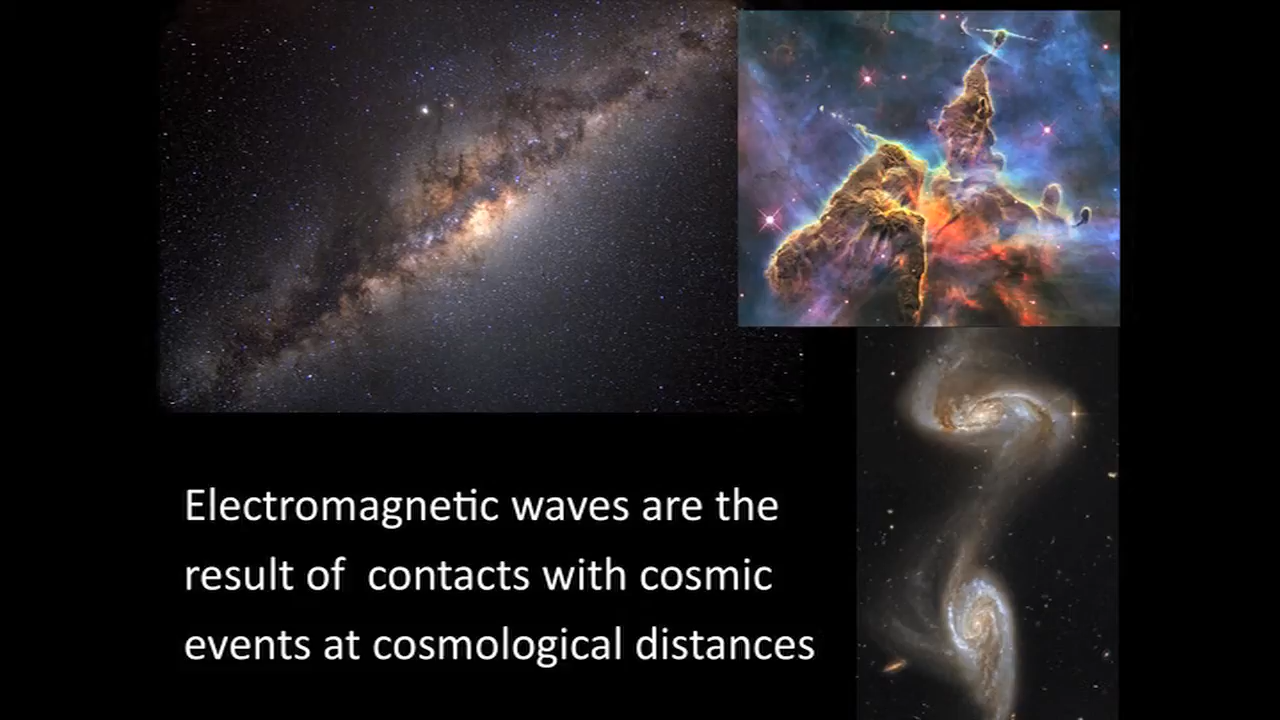 Electromagnetic waves are the
result of  contacts with cosmic
events at cosmological distances